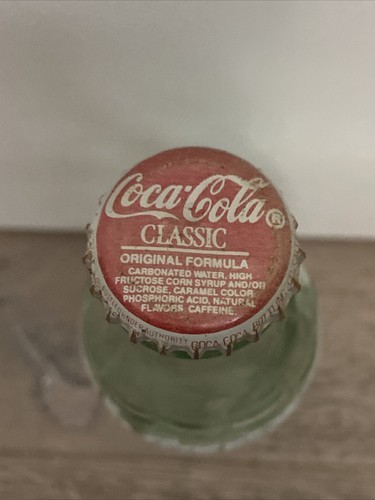 Coca-Cola®
CLASSIC
ORIGINAL FORMULA
CARBONATED WATER, HIGH
FRUCTOSE CORN SYRUP AND/OR
SUCROSE, CARAMEL COLOR,
PHOSPHORIC ACID, NATURAL
FLAVORS, CAFFEINE.
UNDER AUTHORITY COCA COLA